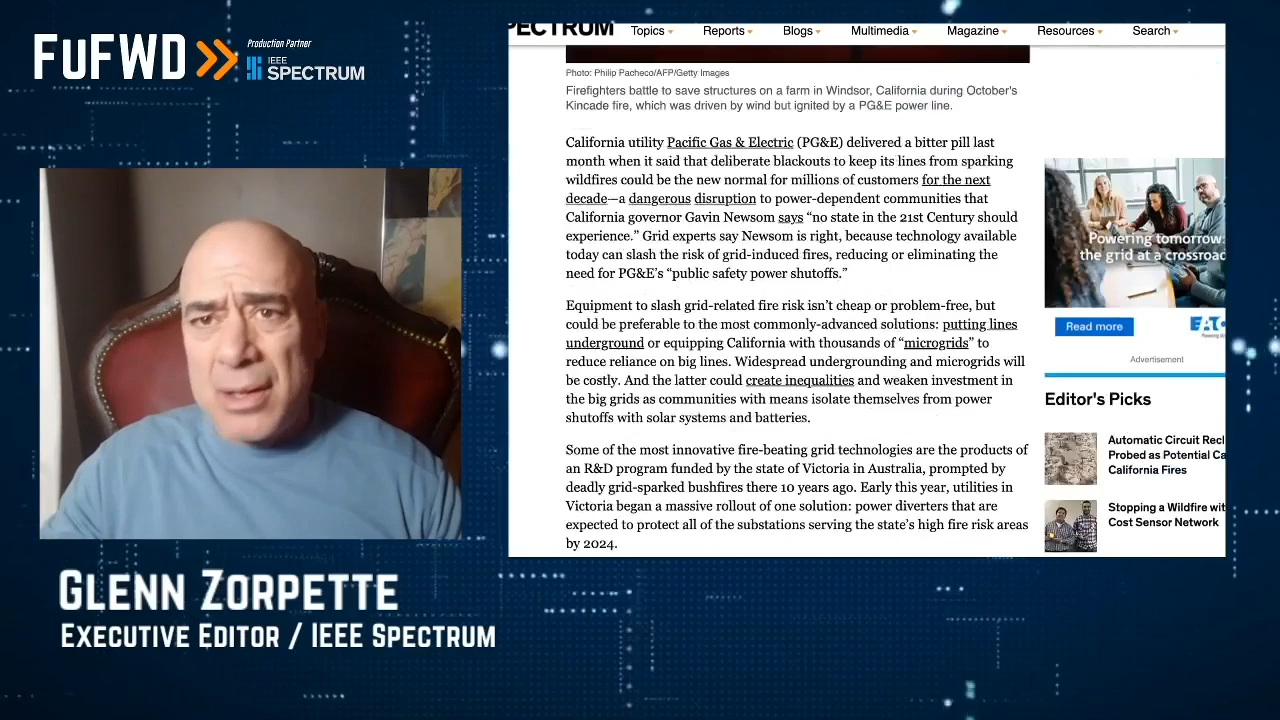 FUFWD
Production Partner
IEEE
SPECTRUM
GLENN ZORPETTE
EXECUTIVE EDITOR / IEEE SPECTRUM
Topics
Reports
Blogs
Multimedia
Magazine
Resources
Search
Photo: Philip Pacheco/AFP/Getty Images
Firefighters battle to save structures on a farm in Windsor, California during October's
Kincade fire, which was driven by wind but ignited by a PG&E power line.
California utility Pacific Gas & Electric (PG&E) delivered a bitter pill last
month when it said that deliberate blackouts to keep its lines from sparking
wildfires could be the new normal for millions of customers for the next
decade—a dangerous disruption to power-dependent communities that
California governor Gavin Newsom says “no state in the 21st Century should
experience.” Grid experts say Newsom is right, because technology available
today can slash the risk of grid-induced fires, reducing or eliminating the
need for PG&E’s “public safety power shutoffs.”
Equipment to slash grid-related fire risk isn’t cheap or problem-free, but
could be preferable to the most commonly-advanced solutions: putting lines
underground or equipping California with thousands of “microgrids” to
reduce reliance on big lines. Widespread undergrounding and microgrids will
be costly. And the latter could create inequalities and weaken investment in
the big grids as communities with means isolate themselves from power
shutoffs with solar systems and batteries.
Some of the most innovative fire-beating grid technologies are the products of
an R&D program funded by the state of Victoria in Australia, prompted by
deadly grid-sparked bushfires there 10 years ago. Early this year, utilities in
Victoria began a massive rollout of one solution: power diverters that are
expected to protect all of the substations serving the state’s high fire risk areas
by 2024.
Powering tomorrow:
the grid at a
Read more
Advertisement
Editor's Picks
Automatic Circuit
Probed as Potential
California Fires
Stopping a Wildfire
Cost Sensor Network